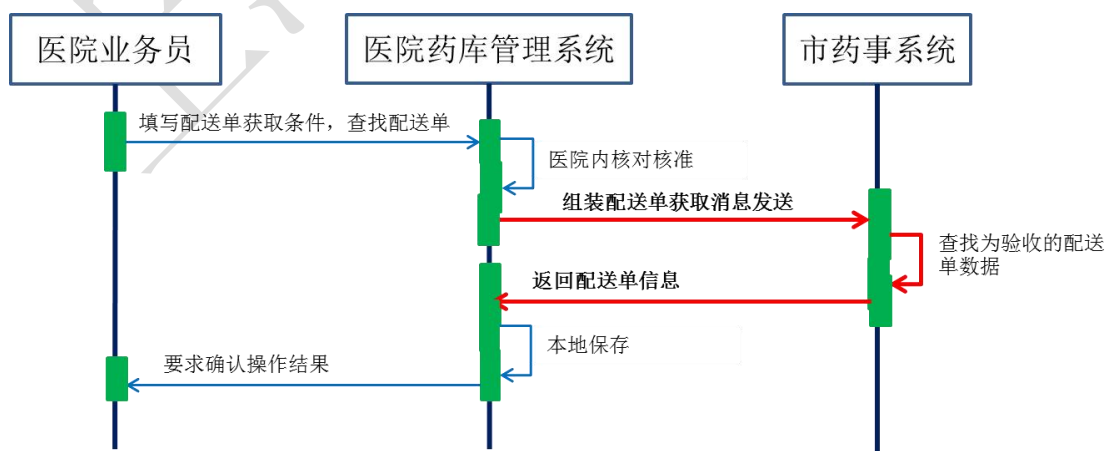 医院业务员
医院药库管理系统
市药事系统
填写配送单获取条件，查找配送单
医院内核对核准
组装配送单获取消息发送
查找为验收的配送
单数据
返回配送单信息
本地保存
要求确认操作结果